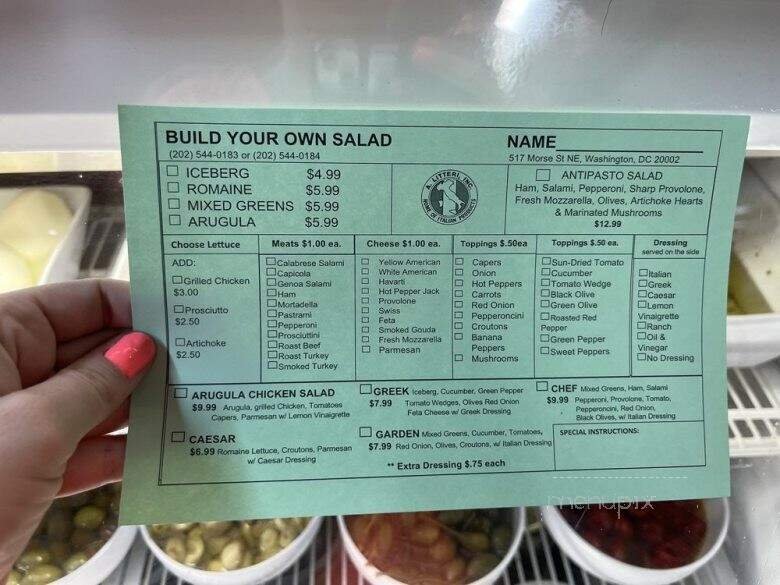 BUILD YOUR OWN SALAD
(202) 544-0183 or (202) 544-0184
NAME
517 Morse St NE, Washington, DC 20002
ICEBERG $4.99
ROMAINE $5.99
MIXED GREENS $5.99
ARUGULA $5.99
A. LITTERI, INC.
HOME OF ITALIAN PRODUCTS
ANTIPASTO SALAD
Ham, Salami, Pepperoni, Sharp Provolone,
Fresh Mozzarella, Olives, Artichoke Hearts
& Marinated Mushrooms
$12.99
Choose Lettuce
ADD:
Grilled Chicken
$3.00
Prosciutto
$2.50
Artichoke
$2.50
Meats $1.00 ea.
Calabrese Salami
Capicola
Genoa Salami
Ham
Mortadella
Pastrami
Pepperoni
Prosciuttini
Roast Beef
Roast Turkey
Smoked Turkey
Cheese $1.00 ea.
Yellow American
White American
Havarti
Hot Pepper Jack
Provolone
Swiss
Feta
Smoked Gouda
Fresh Mozzarella
Parmesan
Toppings $.50ea
Capers
Onion
Hot Peppers
Carrots
Red Onion
Pepperoncini
Croutons
Banana
Peppers
Mushrooms
Toppings $.50 ea.
Sun-Dried Tomato
Cucumber
Tomato Wedge
Black Olive
Green Olive
Roasted Red
Pepper
Green Pepper
Sweet Peppers
Dressing
served on the side
Italian
Greek
Caesar
Lemon
Vinaigrette
Ranch
Oil &
Vinegar
No Dressing
ARUGULA CHICKEN SALAD
$9.99 Arugula, grilled Chicken, Tomatoes
Capers, Parmesan w/ Lemon Vinaigrette
CAESAR
$6.99 Romaine Lettuce, Croutons, Parmesan
w/ Caesar Dressing
GREEK Iceberg, Cucumber, Green Pepper
$7.99 Tomato Wedges, Olives Red Onion
Feta Cheese w/ Greek Dressing
GARDEN Mixed Greens, Cucumber, Tomatoes,
$7.99 Red Onion, Olives, Croutons, w/ Italian Dressing
** Extra Dressing $.75 each
CHEF Mixed Greens, Ham, Salami
$9.99 Pepperoni, Provolone, Tomato,
Pepperoncini, Red Onion,
Black Olives, w/ Italian Dressing
SPECIAL INSTRUCTIONS:
menupix